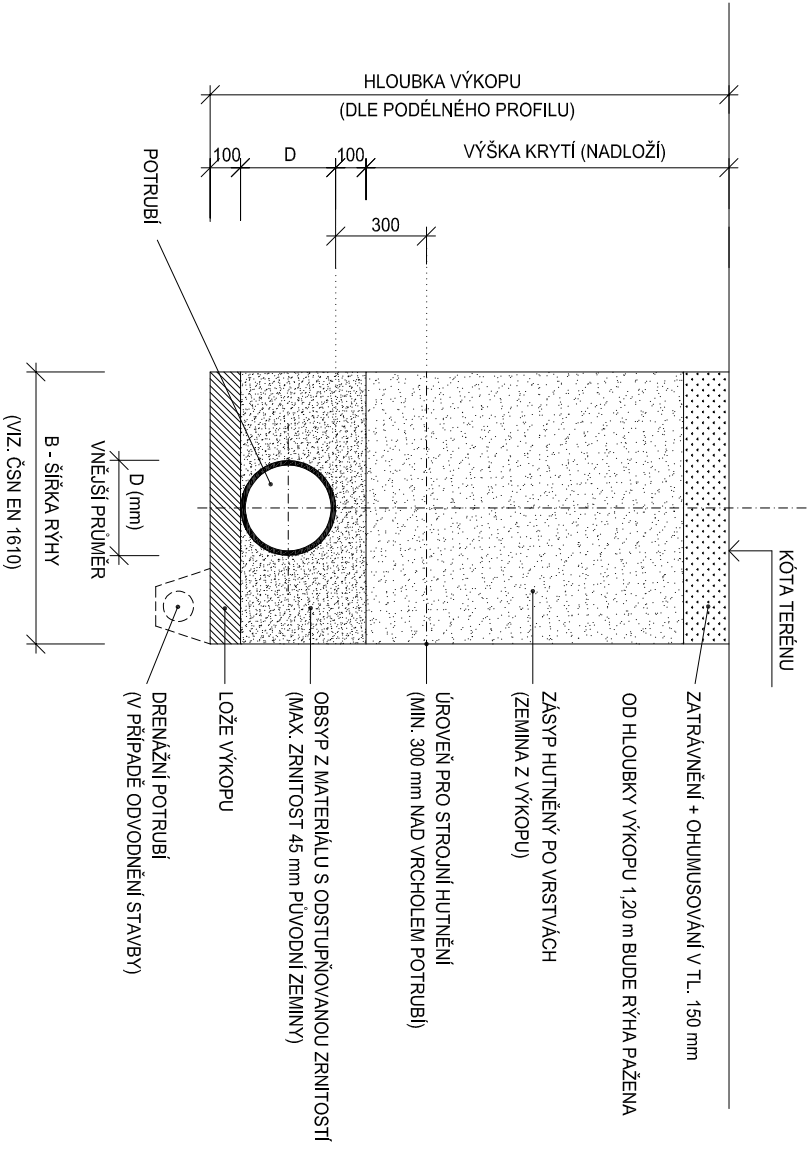 KÓTA TERÉNU
ZATRÁVNĚNÍ + OHUMUSOVÁNÍ V TL. 150 mm
OD HLOUBKY VÝKOPU 1,20 m BUDE RÝHA PAŽENA
ZÁSYP HUTNĚNÝ PO VRSTVÁCH
(ZEMINA Z VÝKOPU)
ÚROVEŇ PRO STROJNÍ HUTNĚNÍ
(MIN. 300 mm NAD VRCHOLEM POTRUBÍ)
OBSYP Z MATERIÁLU S ODSTUPŇOVANOU ZRNITOSTÍ
(MAX. ZRNITOST 45 mm PŮVODNÍ ZEMINY)
LOŽE VÝKOPU
DRENÁŽNÍ POTRUBÍ
(V PŘÍPADĚ ODVODNĚNÍ STAVBY)
HLOUBKA VÝKOPU
(DLE PODÉLNÉHO PROFILU)
VÝŠKA KRYTÍ (NADLOŽÍ)
100
D
100
300
POTRUBÍ
D (mm)
VNĚJŠÍ PRŮMĚR
B - ŠÍŘKA RÝHY
(VIZ. ČSN EN 1610)